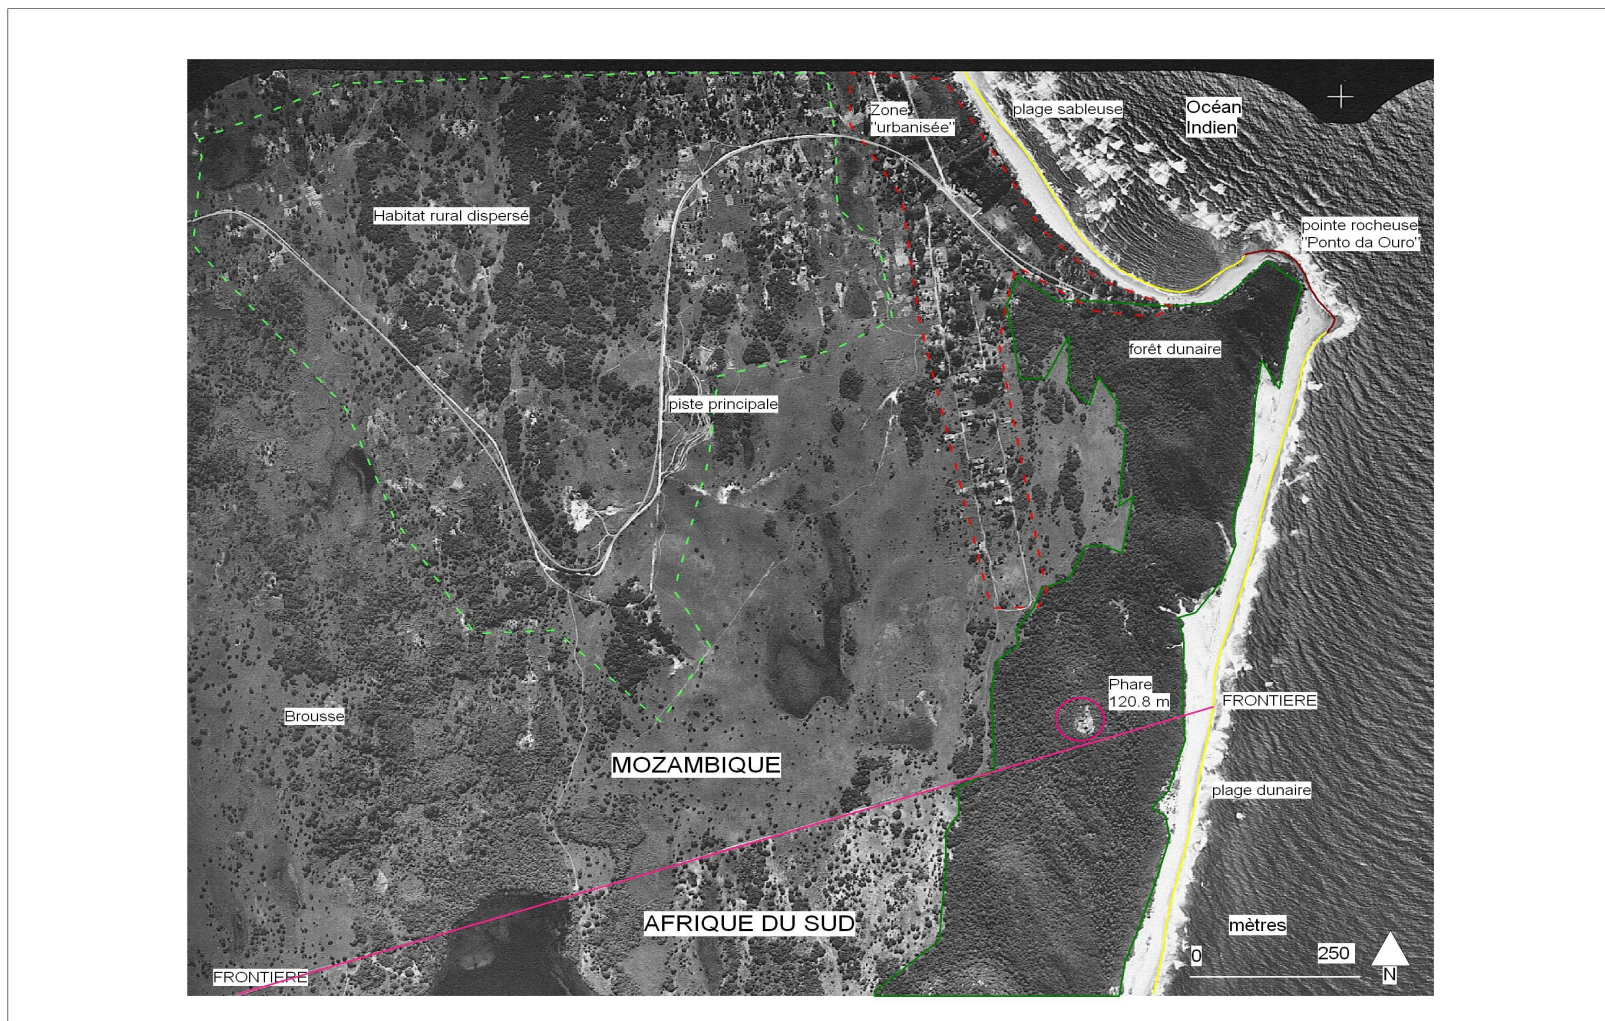 Zone
"urbanisée"
plage sableuse
Océan
Indien
Habitat rural dispersé
pointe rocheuse
"Ponto da Ouro"
forêt dunaire
piste principale
Phare
120.8 m
FRONTIERE
Brousse
MOZAMBIQUE
plage dunaire
AFRIQUE DU SUD
mètres
0
250
N
FRONTIERE